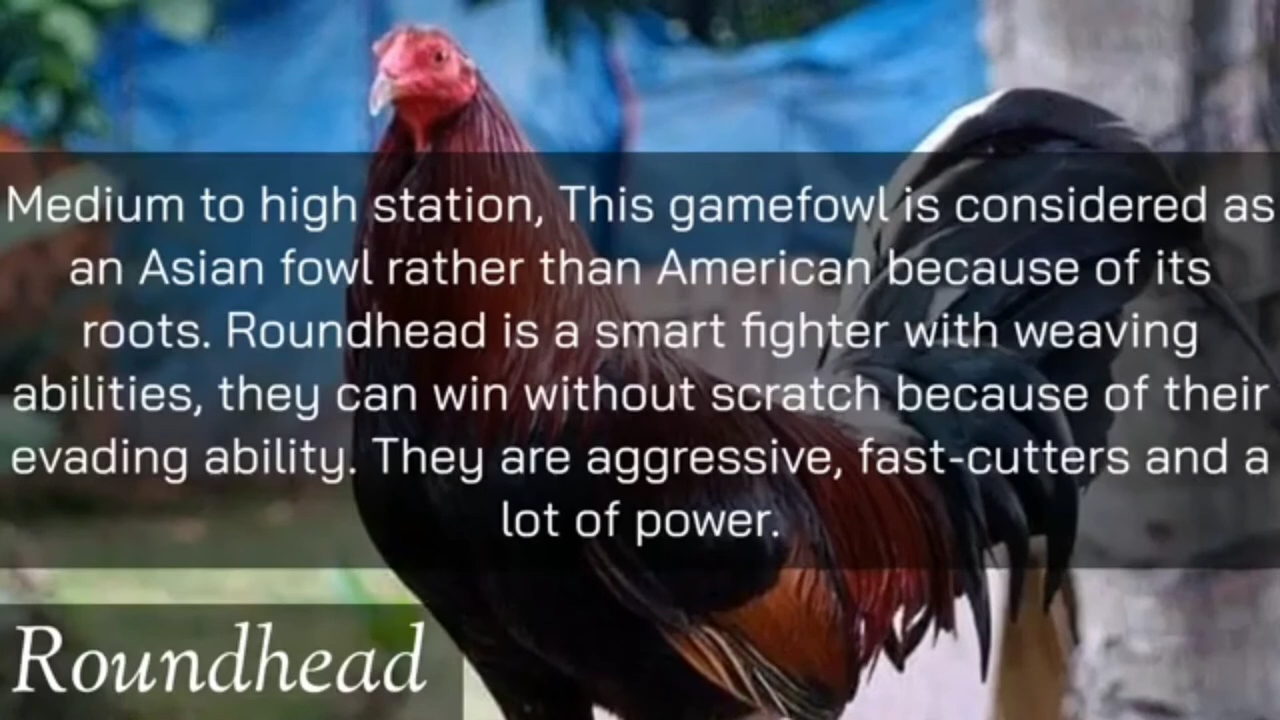 Medium to high station, This gamefowl is considered as
an Asian fowl rather than American because of its
roots. Roundhead is a smart fighter with weaving
abilities, they can win without scratch because of their
evading ability. They are aggressive, fast-cutters and a
lot of power.
Roundhead